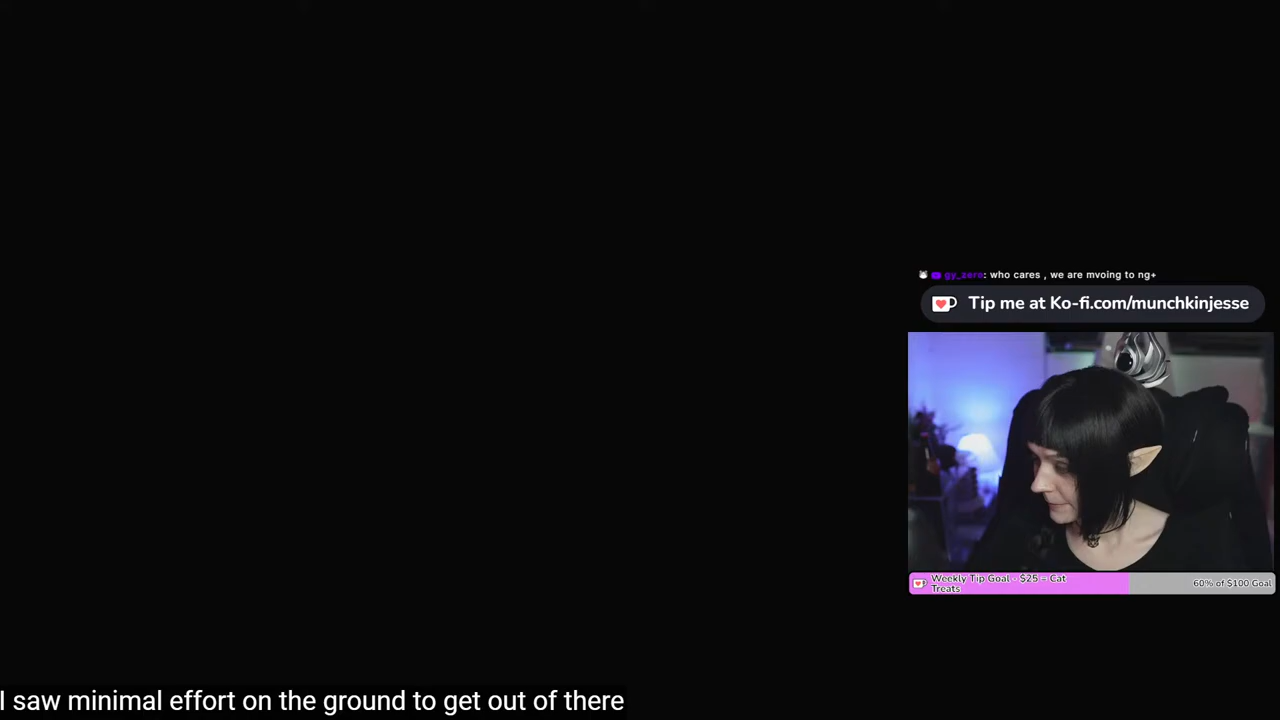 gy_zero: who cares , we are mvoing to ng+
Tip me at Ko-fi.com/munchkinjesse
Weekly Tip Goal - $25 = Cat
Treats
60% of $100 Goal
I saw minimal effort on the ground to get out of there